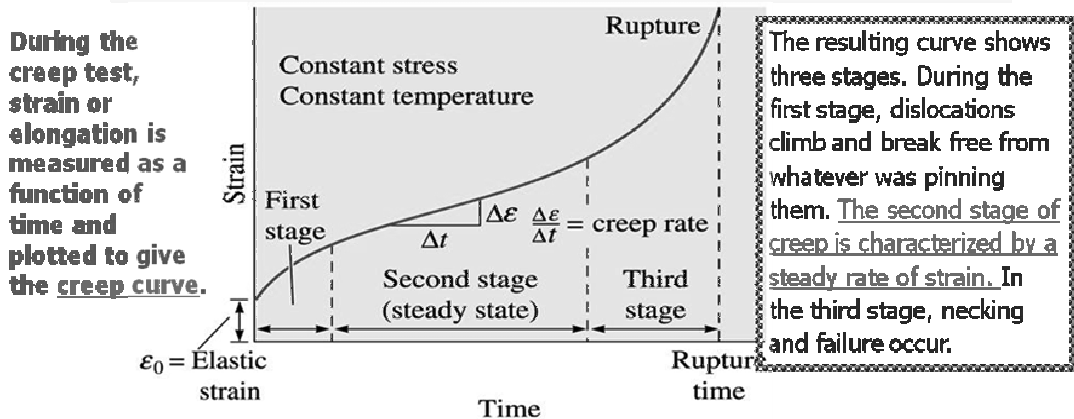 During the
creep test,
strain or
elongation is
measured as a
function of
time and
plotted to give
the creep curve.
Strain
Rupture
Constant stress
Constant temperature
First
stage
Δε
Δt
Δε/Δt = creep rate
Second stage
(steady state)
Third
stage
ε0 = Elastic
strain
Rupture
time
Time
The resulting curve shows
three stages. During the
first stage, dislocations
climb and break free from
whatever was pinning
them. The second stage of
creep is characterized by a
steady rate of strain. In
the third stage, necking
and failure occur.